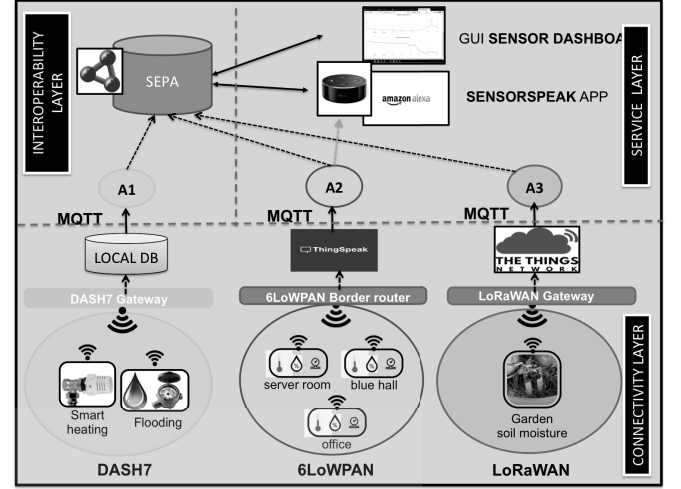 INTEROPERABILITY
LAYER
SEPA
GUI SENSOR DASHBOA
amazon alexa
SENSORSPEAK APP
SERVICE LAYER
A1
A2
A3
MQTT
MQTT
MQTT
LOCAL DB
ThingSpeak
THE THINGS
NETWORK
DASH7 Gateway
6LoWPAN Border router
LoRaWAN Gateway
CONNECTIVITY LAYER
server room
blue hall
Smart
heating
Flooding
office
Garden
soil moisture
DASH7
6LoWPAN
LoRaWAN